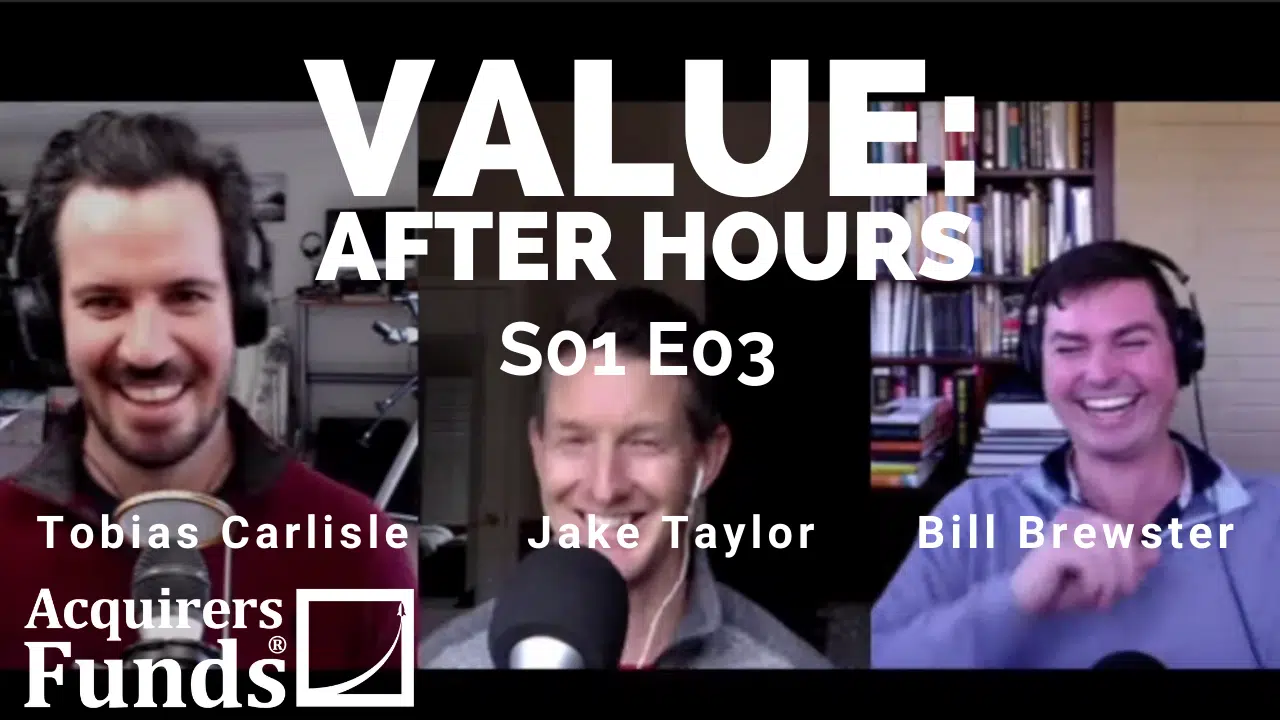 VALUE:
AFTER HOURS
S01 E03
Tobias Carlisle
Jake Taylor
Bill Brewster
Acquirers
Funds®